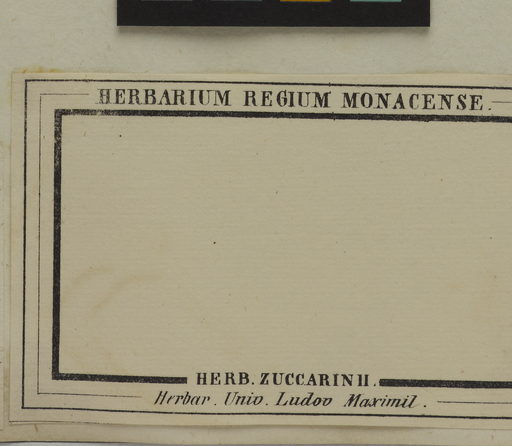 HERBARIUM REGIUM MONACENSE.
HERB. ZUCCARINII.
Herbar. Univ. Ludov Maximil.